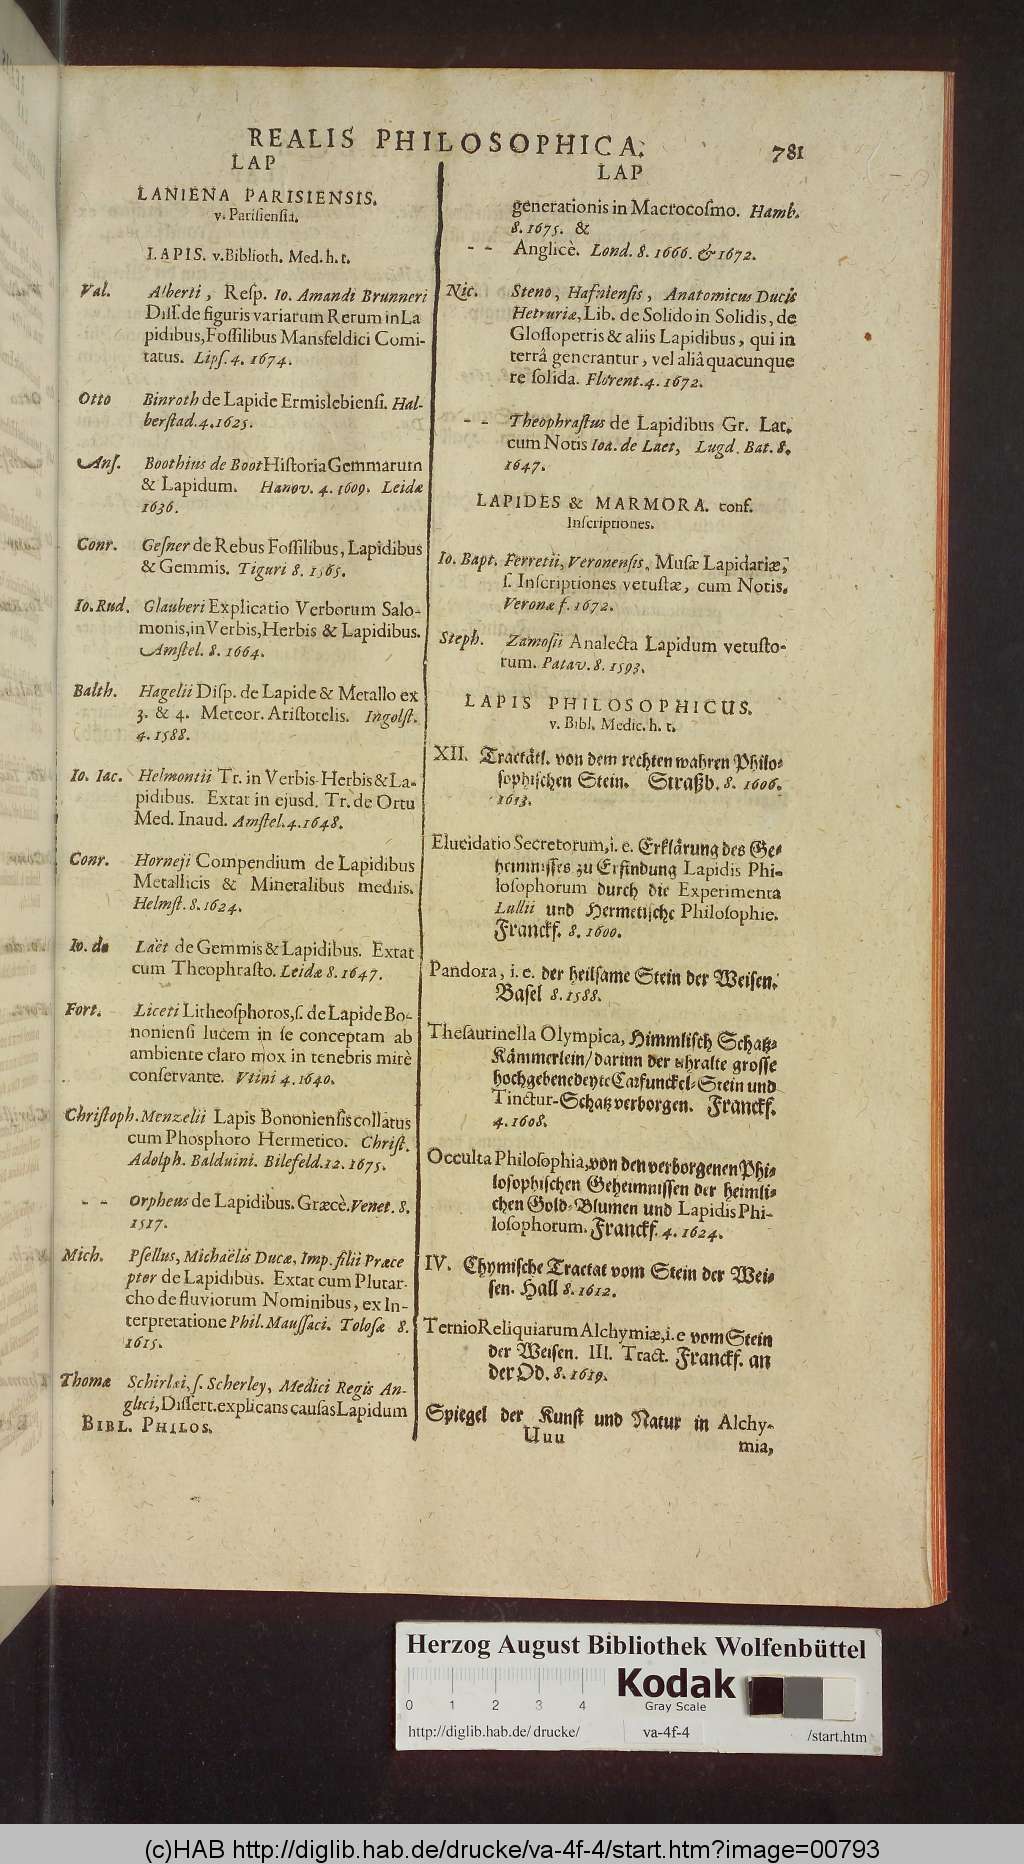 REALIS PHILOSOPHICA.
781
LAP
LANIENA PARISIENSIS.
v. Parisiensia.
LAPIS. v. Biblioth. Med. h. t.
Val. Alberti, Resp. Io. Amandi Brunneri
Diss. de figuris variarum Rerum in La
pidibus, Fossilibus Mansfeldici Comi-
tatus. Lips. 4. 1674.
Otto Binroth de Lapide Ermislebiensi. Hal-
berstad. 4. 1625.
Ans. Boothius de Boot Historia Gemmarum
& Lapidum. Hanov. 4. 1609. Leidæ
1636.
Conr. Gesner de Rebus Fossilibus, Lapidibus
& Gemmis. Tiguri 8. 1565.
Io. Rud. Glauberi Explicatio Verborum Salo-
monis, in Verbis, Herbis & Lapidibus.
Amstel. 8. 1664.
Balth. Hagelii Disp. de Lapide & Metallo ex
3. & 4. Meteor. Aristotelis. Ingolst.
4. 1588.
Io. Iac. Helmontii Tr. in Verbis Herbis & La-
pidibus. Extat in ejusd. Tr. de Ortu
Med. Inaud. Amstel. 4. 1648.
Conr. Horneji Compendium de Lapidibus
Metallicis & Mineralibus mediis.
Helmst. 8. 1624.
Io. de Laët de Gemmis & Lapidibus. Extat
cum Theophrasto. Leidæ 8. 1647.
Fort. Liceti Litheosphoros, s. de Lapide Bo-
noniensi lucem in se conceptam ab
ambiente claro mox in tenebris mirè
conservante. Vtini 4. 1640.
Christoph. Menzelii Lapis Bononiensis collatus
cum Phosphoro Hermetico. Christ.
Adolph. Balduini. Bilefeld. 12. 1675.
- - Orpheus de Lapidibus. Græcè. Venet. 8.
1517.
Mich. Psellus, Michaëlis Ducæ, Imp. filii Præce
ptor de Lapidibus. Extat cum Plutar-
cho de fluviorum Nominibus, ex In-
terpretatione Phil. Maussaci. Tolosæ 8.
1615.
Thomæ Schirlæi, s. Scherley, Medici Regis An-
glici, Dissert. explicans causas Lapidum
BIBL. PHILOS.
LAP
generationis in Macrocosmo. Hamb.
8. 1675. &
- - Anglicè. Lond. 8. 1666. & 1672.
Nic. Steno, Hafniensis, Anatomicus Ducis
Hetruriæ, Lib. de Solido in Solidis, de
Glossopetris & aliis Lapidibus, qui in
terrâ generantur, vel aliâ quacunque
re solida. Florent. 4. 1672.
- - Theophrastus de Lapidibus Gr. Lat.
cum Notis Ioa. de Laet, Lugd. Bat. 8.
1647.
LAPIDES & MARMORA. conf.
Inscriptiones.
Io. Bapt. Ferretii, Veronensis, Musæ Lapidariæ,
s. Inscriptiones vetustæ, cum Notis.
Veronæ f. 1672.
Steph. Zamosii Analecta Lapidum vetusto-
rum. Patav. 8. 1593.
LAPIS PHILOSOPHICUS.
v. Bibl. Medic. h. t.
XII. Tractätl. von dem rechten wahren Philo-
sophischen Stein. Straßb. 8. 1606.
1613.
Elucidatio Secretorum, i. e. Erklärung des Ge-
heimnisses zu Erfindung Lapidis Phi-
losophorum durch die Experimenta
Lullii und Hermetische Philosophie.
Franckf. 8. 1600.
Pandora, i. e. der heilsame Stein der Weisen.
Basel 8. 1588.
Thesaurinella Olympica, Himmlisch Schatz-
Kämmerlein / darinn der uhralte grosse
hochgebenedeyte Carfunckel-Stein und
Tinctur-Schatz verborgen. Franckf.
4. 1608.
Occulta Philosophia, von den verborgenen Phi-
losophischen Geheimnissen der heimli-
chen Gold-Blumen und Lapidis Phi-
losophorum. Franckf. 4. 1624.
IV. Chymische Tractat vom Stein der Wei-
sen. Hall 8. 1612.
Ternio Reliquiarum Alchymiæ, i. e vom Stein
der Weisen. III. Tract. Franckf. an
der Od. 8. 1619.
Spiegel der Kunst und Natur in Alchy-
Uuu
mia,
Herzog August Bibliothek Wolfenbüttel
0 1 2 3 4
Kodak
Gray Scale
http://diglib.hab.de/drucke/ va-4f-4 /start.htm
(c)HAB http://diglib.hab.de/drucke/va-4f-4/start.htm?image=00793